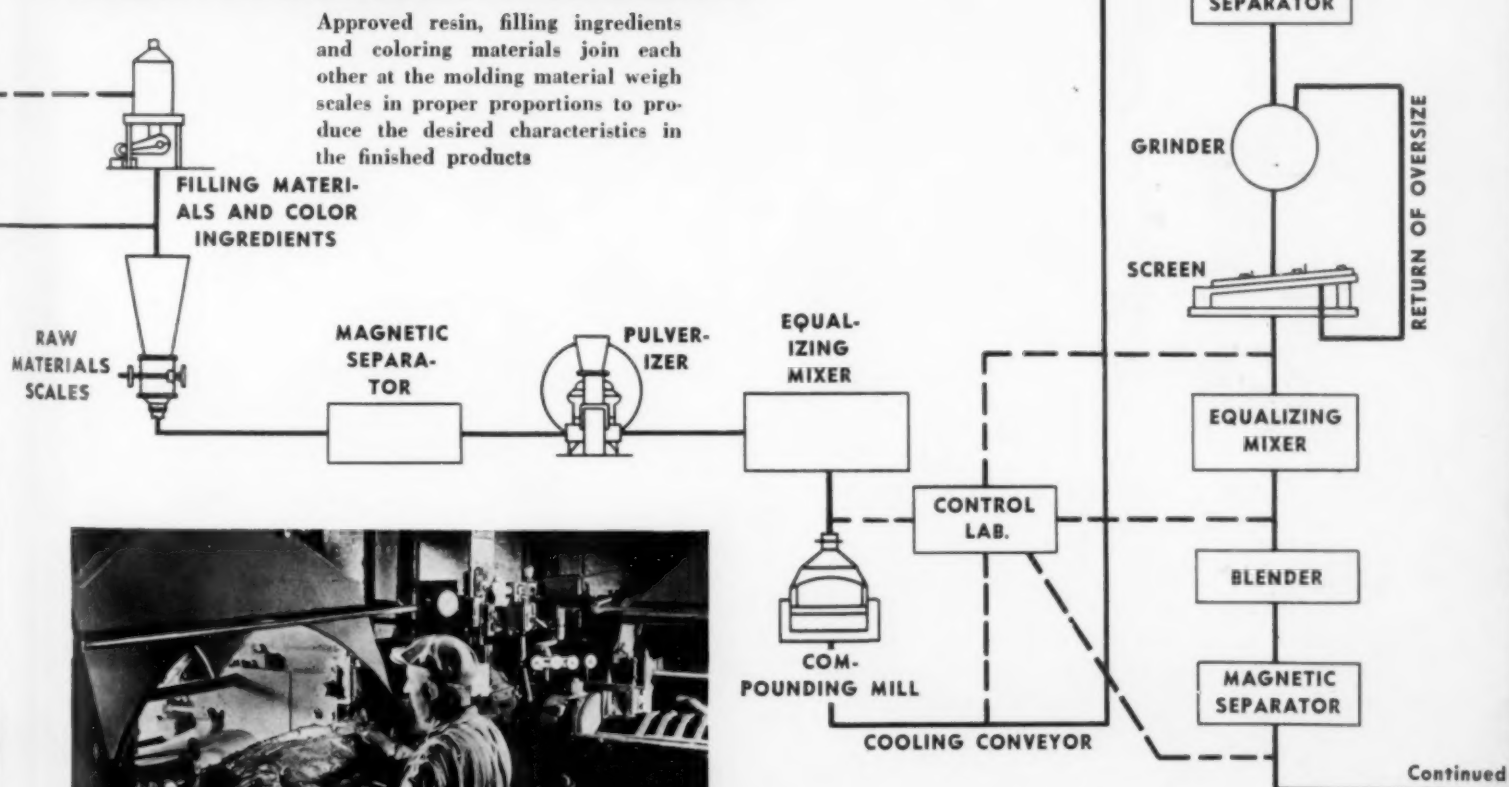 Approved resin, filling ingredients
and coloring materials join each
other at the molding material weigh
scales in proper proportions to pro-
duce the desired characteristics in
the finished products
FILLING MATERI-
ALS AND COLOR
INGREDIENTS
RAW
MATERIALS
SCALES
MAGNETIC
SEPARA-
TOR
PULVER-
IZER
EQUAL-
IZING
MIXER
CONTROL
LAB.
COM-
POUNDING MILL
COOLING CONVEYOR
SEPARATOR
GRINDER
RETURN OF OVERSIZE
SCREEN
EQUALIZING
MIXER
BLENDER
MAGNETIC
SEPARATOR
Continued